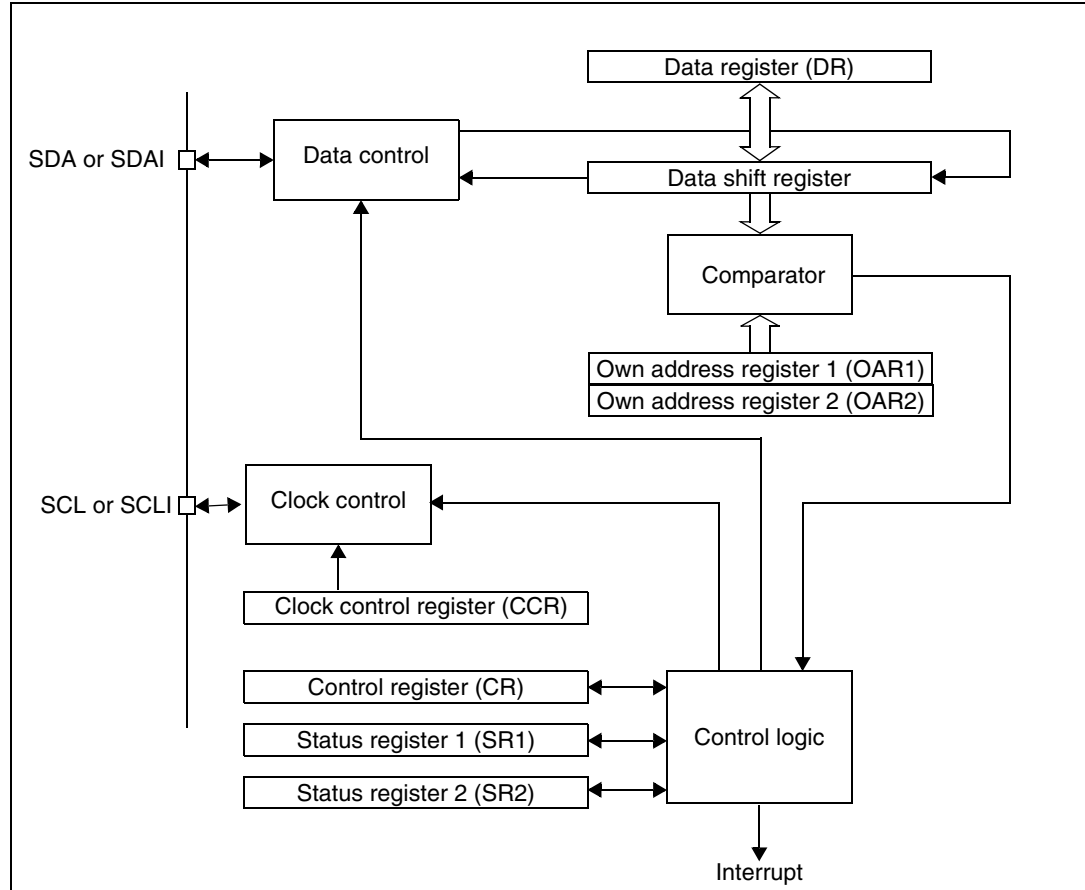 Data register (DR)
SDA or SDAI
Data control
Data shift register
Comparator
Own address register 1 (OAR1)
Own address register 2 (OAR2)
SCL or SCLI
Clock control
Clock control register (CCR)
Control register (CR)
Status register 1 (SR1)
Control logic
Status register 2 (SR2)
Interrupt